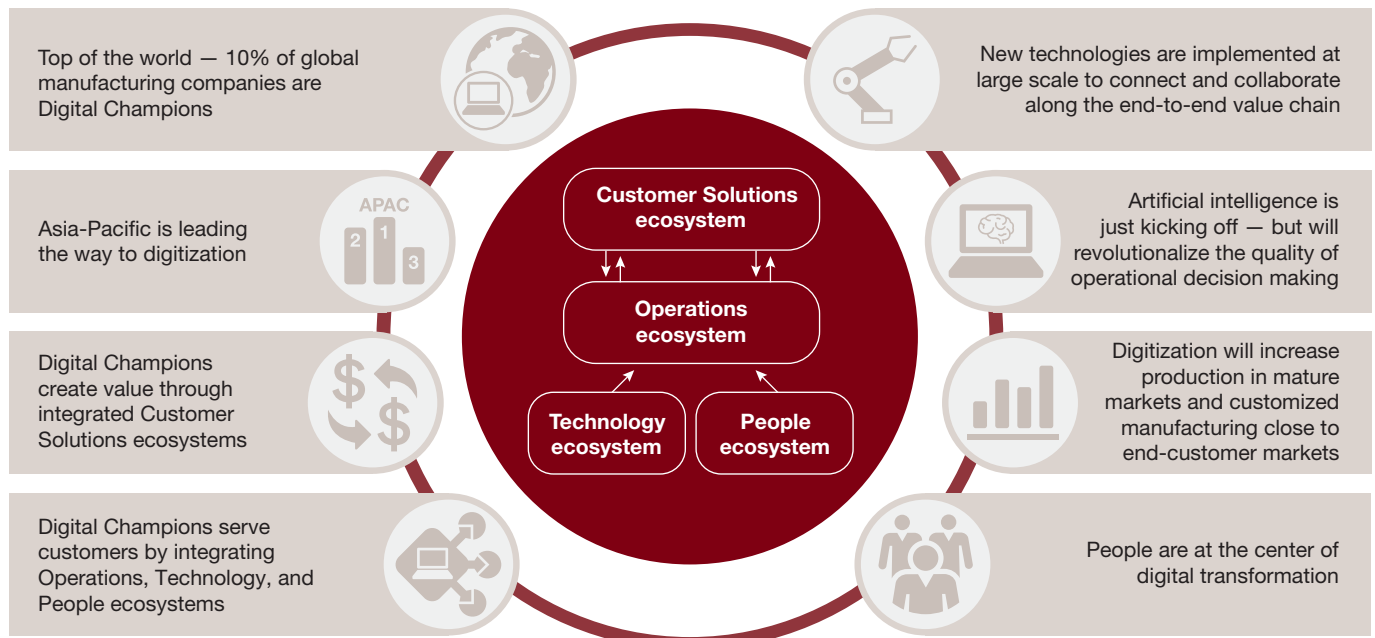 Top of the world — 10% of global
manufacturing companies are
Digital Champions
Asia-Pacific is leading
the way to digitization
APAC
2
1
3
Digital Champions
create value through
integrated Customer
Solutions ecosystems
$
$
Digital Champions serve
customers by integrating
Operations, Technology, and
People ecosystems
Customer Solutions
ecosystem
Operations
ecosystem
Technology
ecosystem
People
ecosystem
New technologies are implemented at
large scale to connect and collaborate
along the end-to-end value chain
Artificial intelligence is
just kicking off — but will
revolutionalize the quality of
operational decision making
Digitization will increase
production in mature
markets and customized
manufacturing close to
end-customer markets
People are at the center of
digital transformation